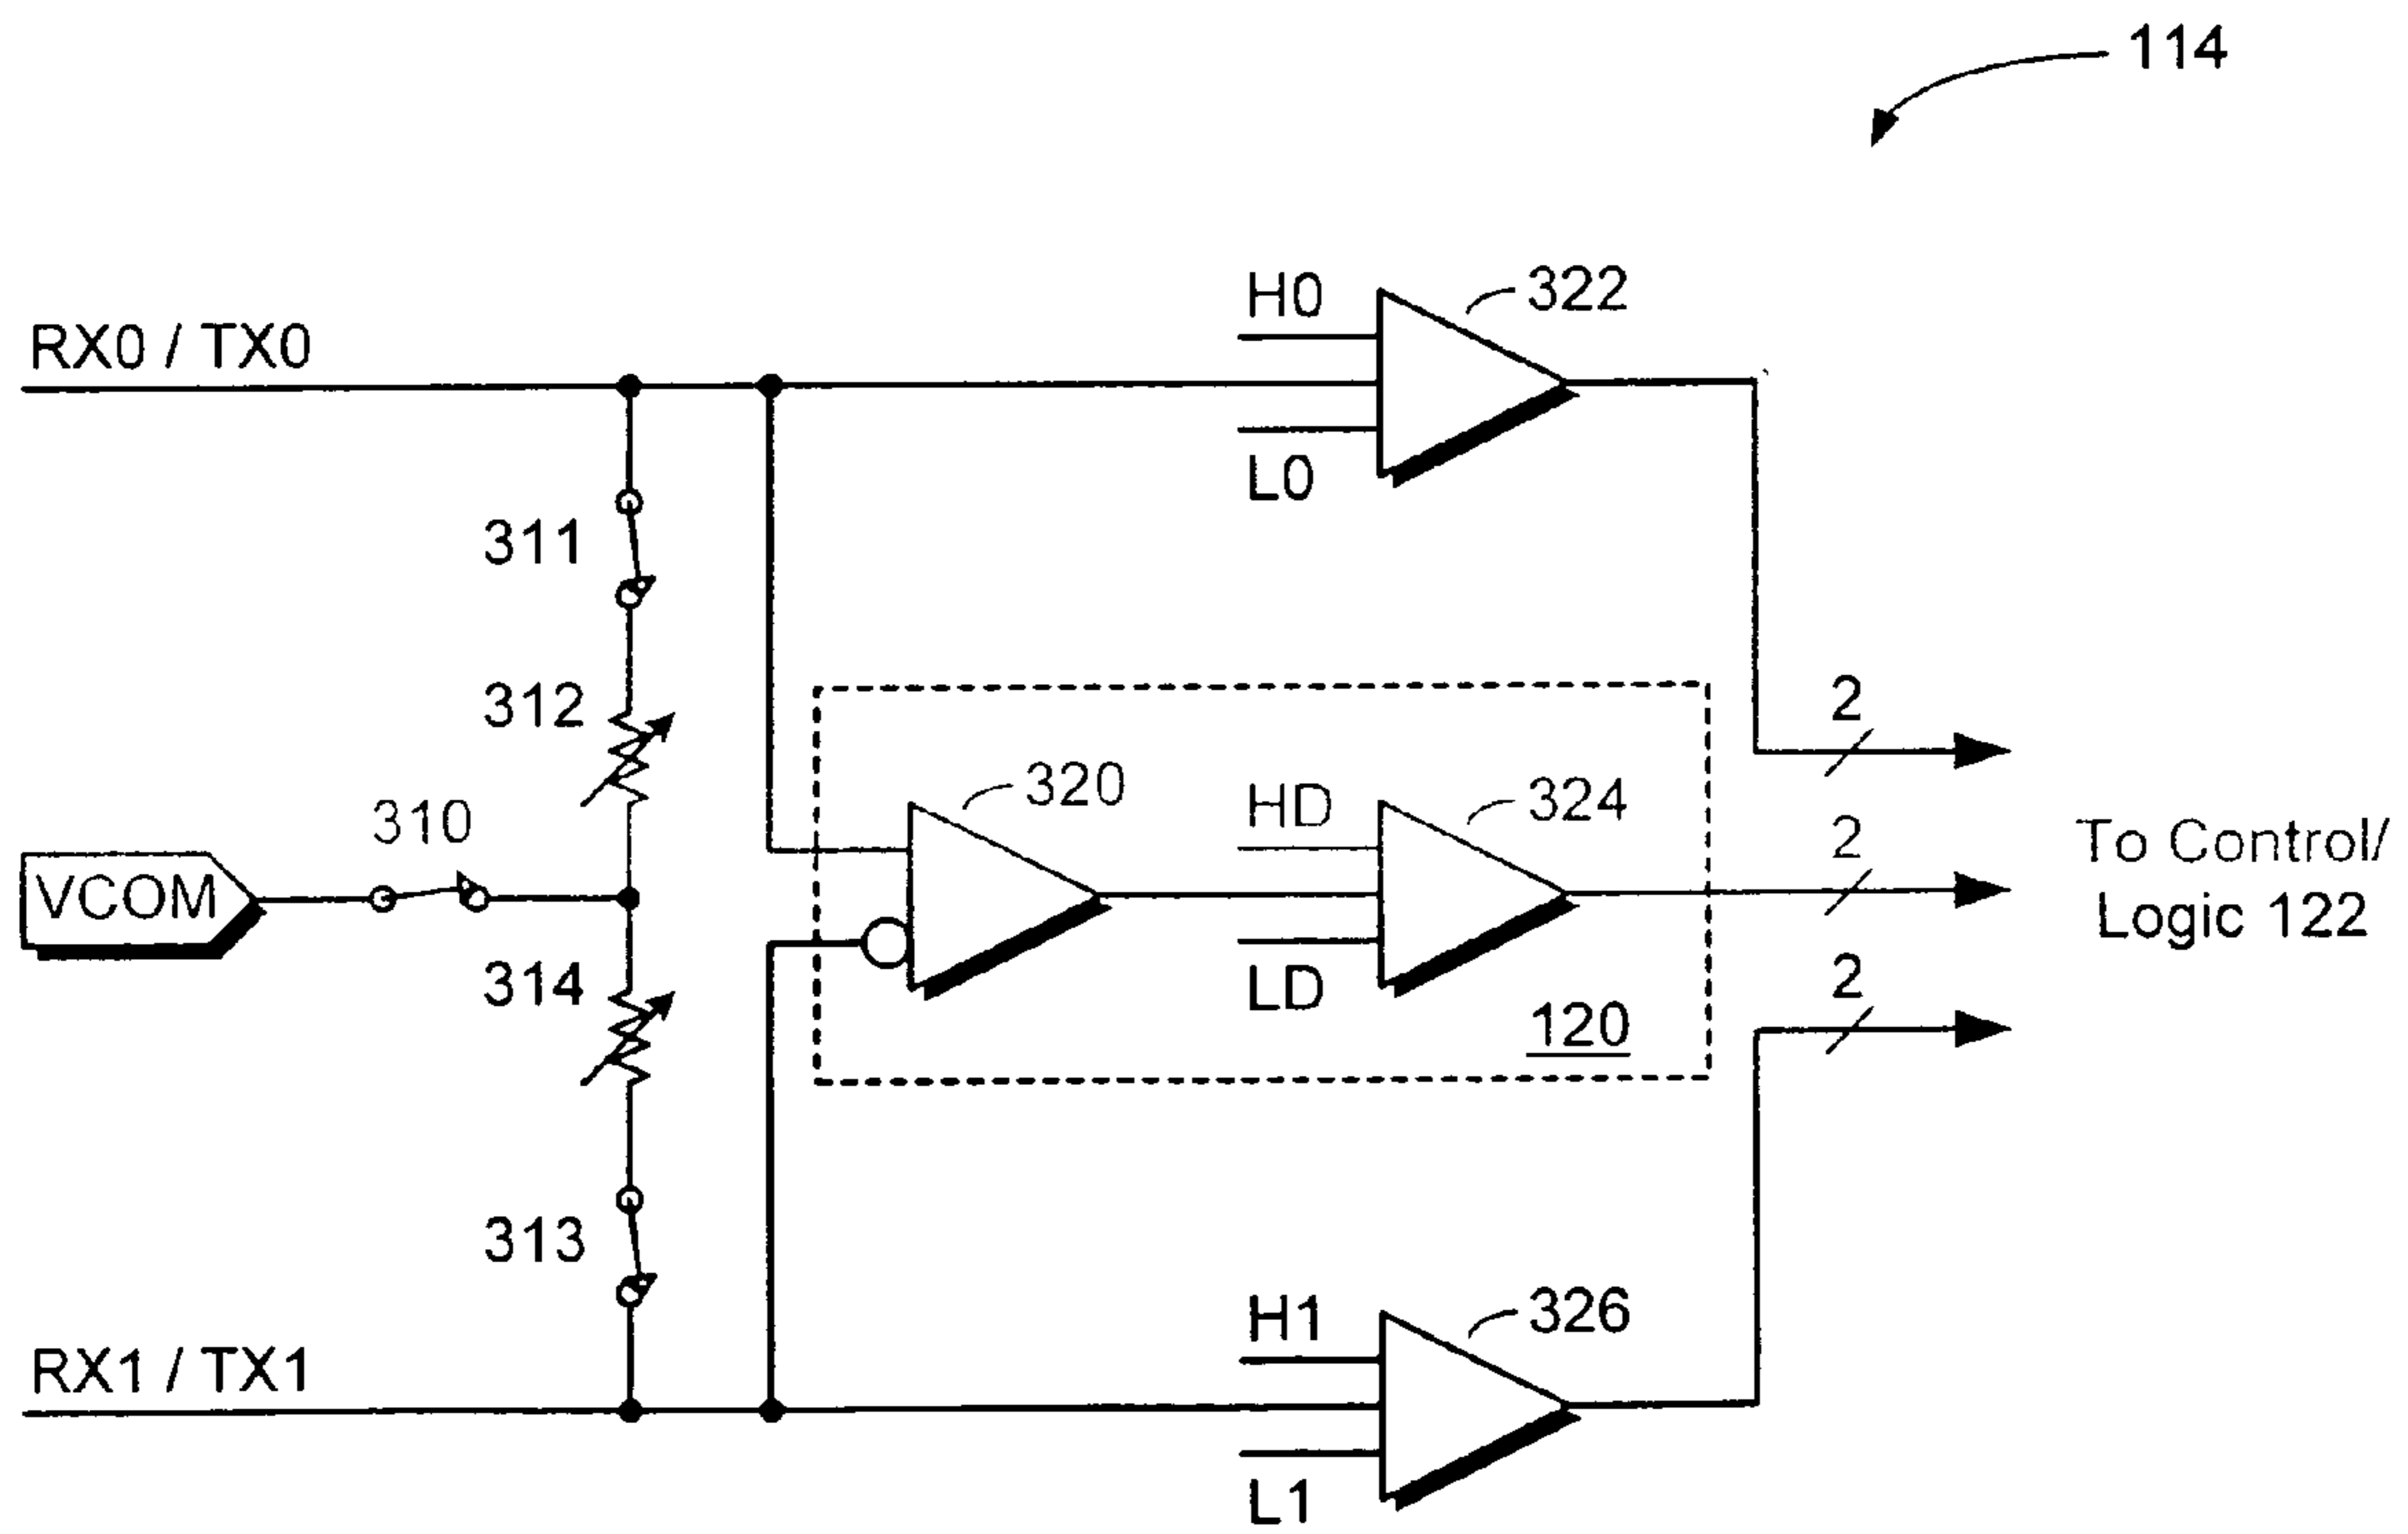 114
H0
322
RX0 / TX0
L0
311
312
2
320
HD
324
310
2
To Control/
VCOM
Logic 122
314
LD
2
120
313
H1
326
RX1 / TX1
L1